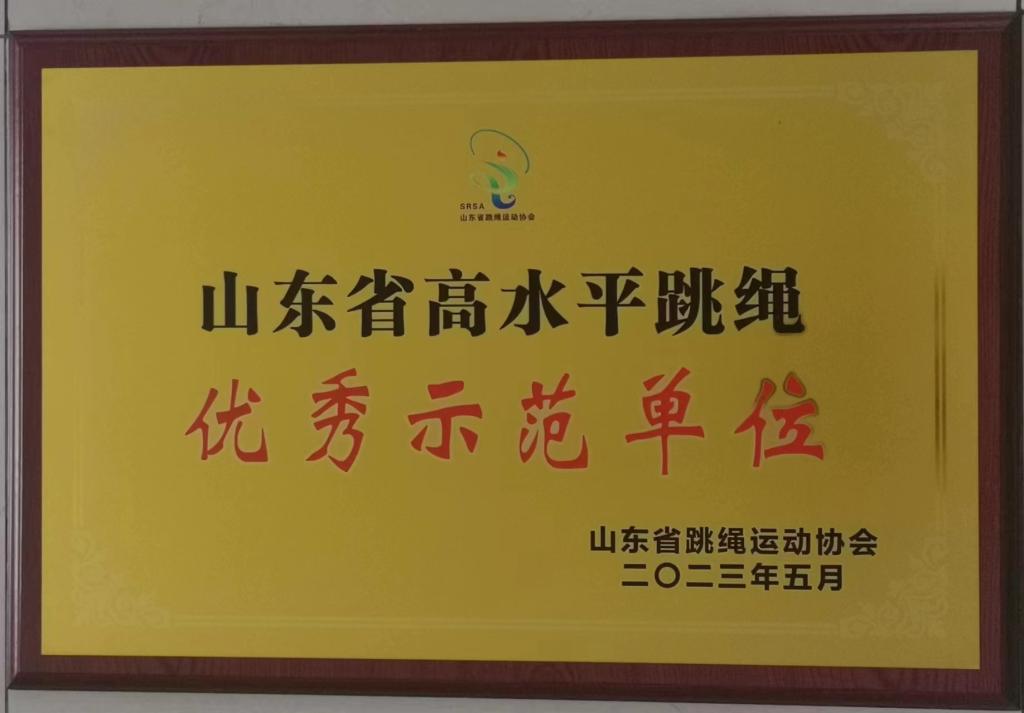 SRSA
山东省跳绳运动协会
山东省高水平跳绳
优秀示范单位
山东省跳绳运动协会
二〇二三年五月